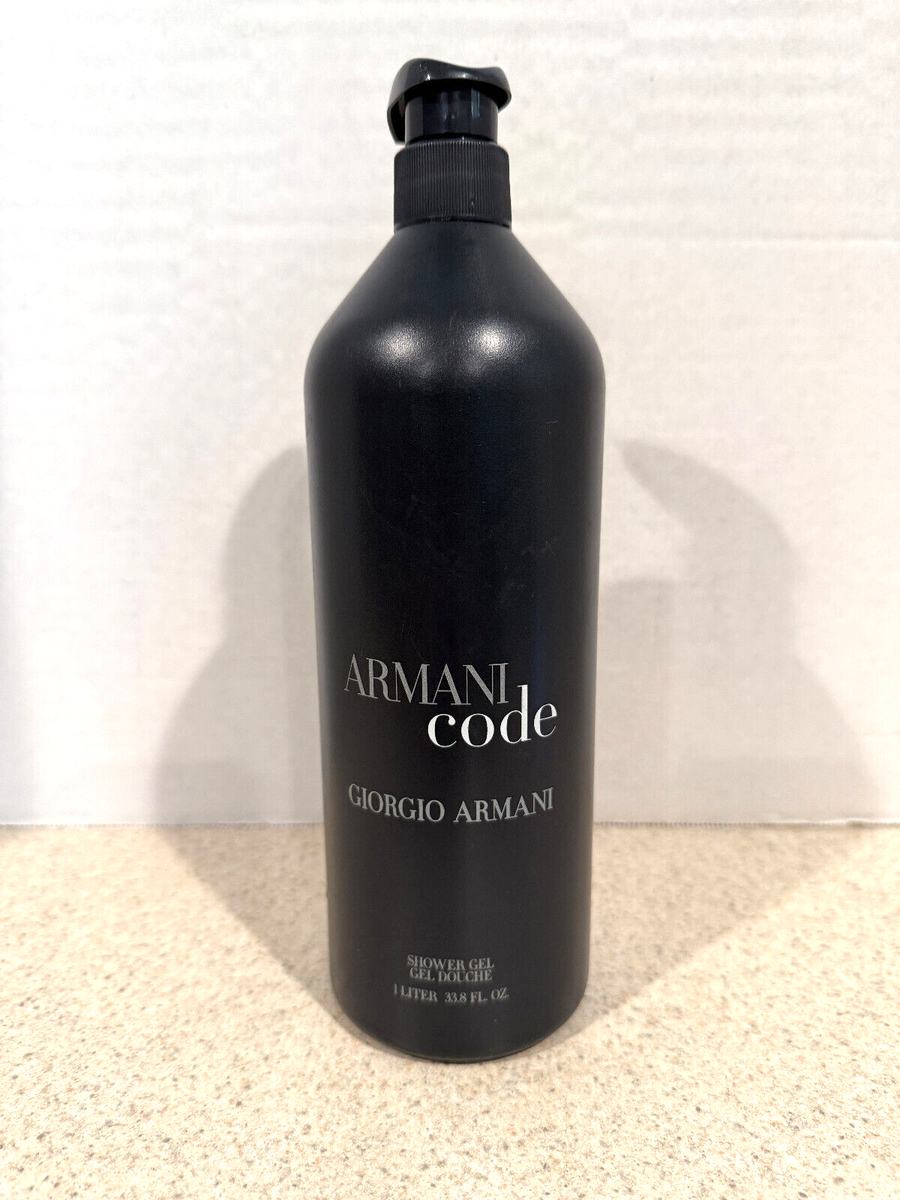 ARMANI
code
GIORGIO ARMANI
SHOWER GEL
GEL DOUCHE
1 LITER 33.8 FL. OZ.